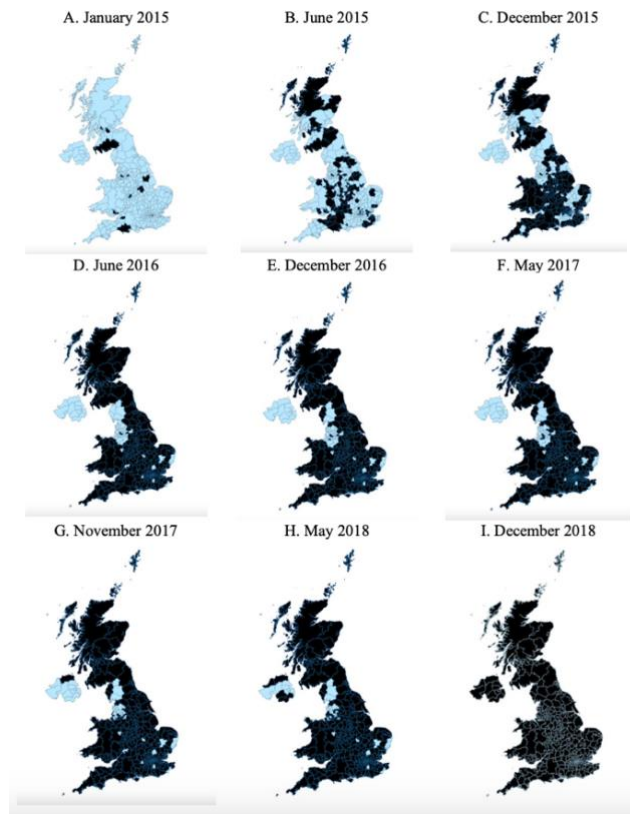 A. January 2015
B. June 2015
C. December 2015
D. June 2016
E. December 2016
F. May 2017
G. November 2017
H. May 2018
I. December 2018